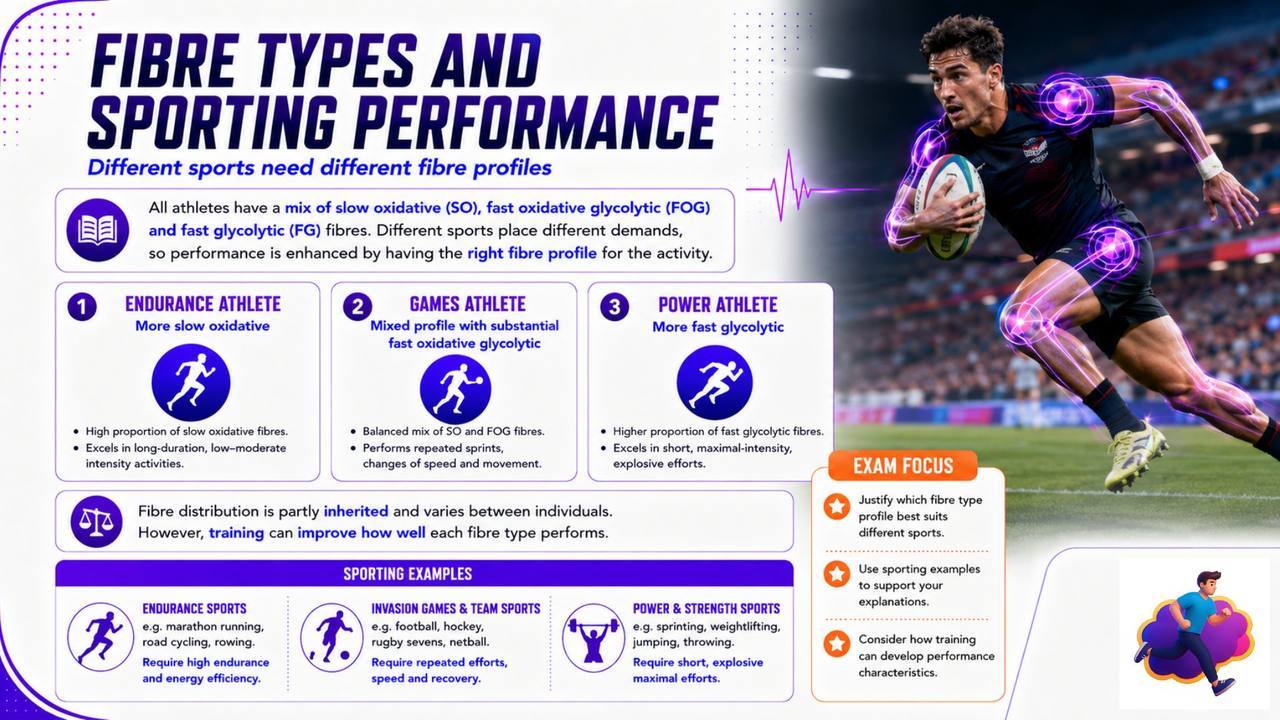 FIBRE TYPES AND
SPORTING PERFORMANCE
Different sports need different fibre profiles
All athletes have a mix of slow oxidative (SO), fast oxidative glycolytic (FOG)
and fast glycolytic (FG) fibres. Different sports place different demands,
so performance is enhanced by having the right fibre profile for the activity.
1
ENDURANCE ATHLETE
More slow oxidative
• High proportion of slow oxidative fibres.
• Excels in long-duration, low–moderate
intensity activities.
2
GAMES ATHLETE
Mixed profile with substantial
fast oxidative glycolytic
• Balanced mix of SO and FOG fibres.
• Performs repeated sprints,
changes of speed and movement.
3
POWER ATHLETE
More fast glycolytic
• Higher proportion of fast glycolytic fibres.
• Excels in short, maximal-intensity,
explosive efforts.
Fibre distribution is partly inherited and varies between individuals.
However, training can improve how well each fibre type performs.
SPORTING EXAMPLES
ENDURANCE SPORTS
e.g. marathon running,
road cycling, rowing.
Require high endurance
and energy efficiency.
INVASION GAMES & TEAM SPORTS
e.g. football, hockey,
rugby sevens, netball.
Require repeated efforts,
speed and recovery.
POWER & STRENGTH SPORTS
e.g. sprinting, weightlifting,
jumping, throwing.
Require short, explosive
maximal efforts.
EXAM FOCUS
Justify which fibre type
profile best suits
different sports.
Use sporting examples
to support your
explanations.
Consider how training
can develop performance
characteristics.